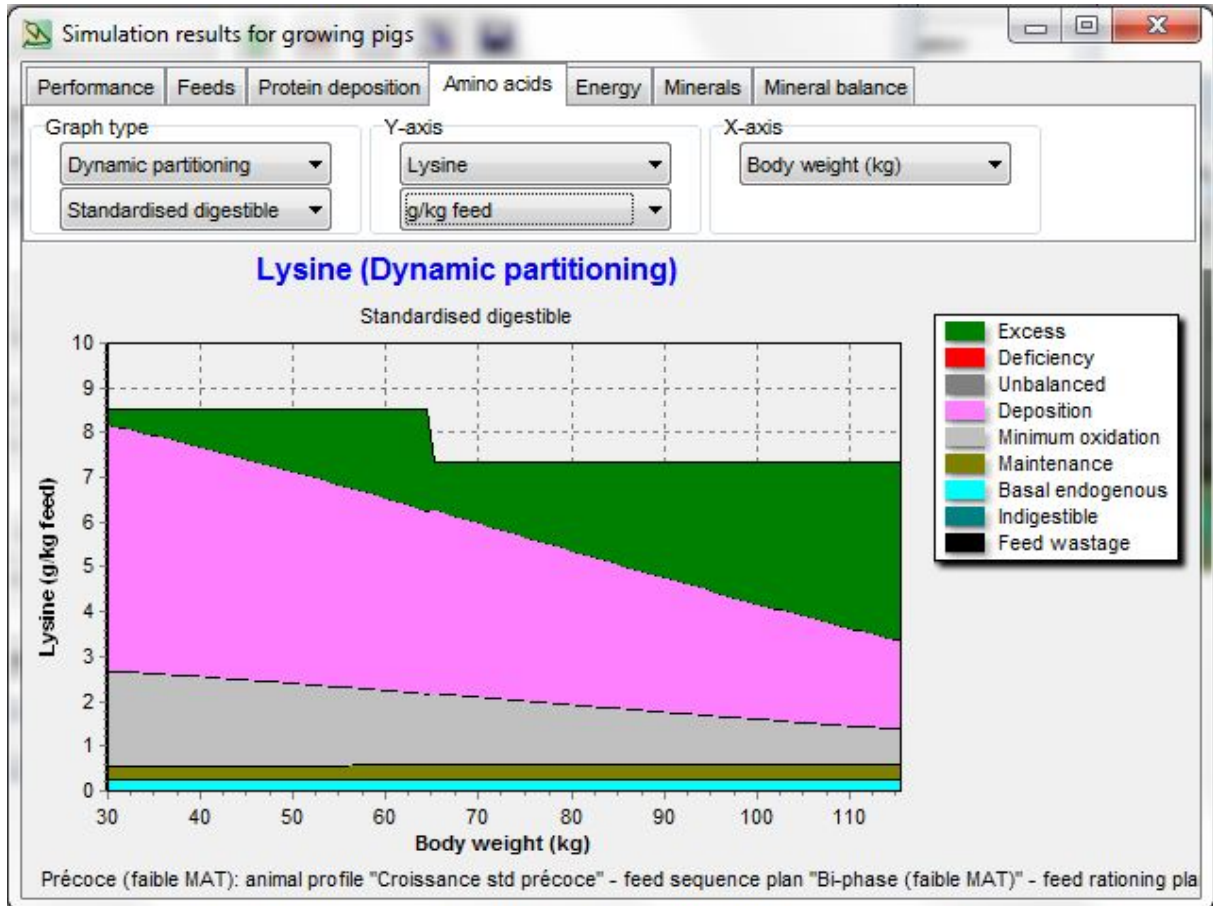 Simulation results for growing pigs
Performance Feeds Protein deposition Amino acids Energy Minerals Mineral balance
Graph type Y-axis X-axis
Dynamic partitioning Lysine Body weight (kg)
Standardised digestible g/kg feed
Lysine (Dynamic partitioning)
Standardised digestible
10
9
8
7
6
5
4
3
2
1
0
Lysine (g/kg feed)
30 40 50 60 70 80 90 100 110
Body weight (kg)
Excess
Deficiency
Unbalanced
Deposition
Minimum oxidation
Maintenance
Basal endogenous
Indigestible
Feed wastage
Précoce (faible MAT): animal profile "Croissance std précoce" - feed sequence plan "Bi-phase (faible MAT)" - feed rationing pla